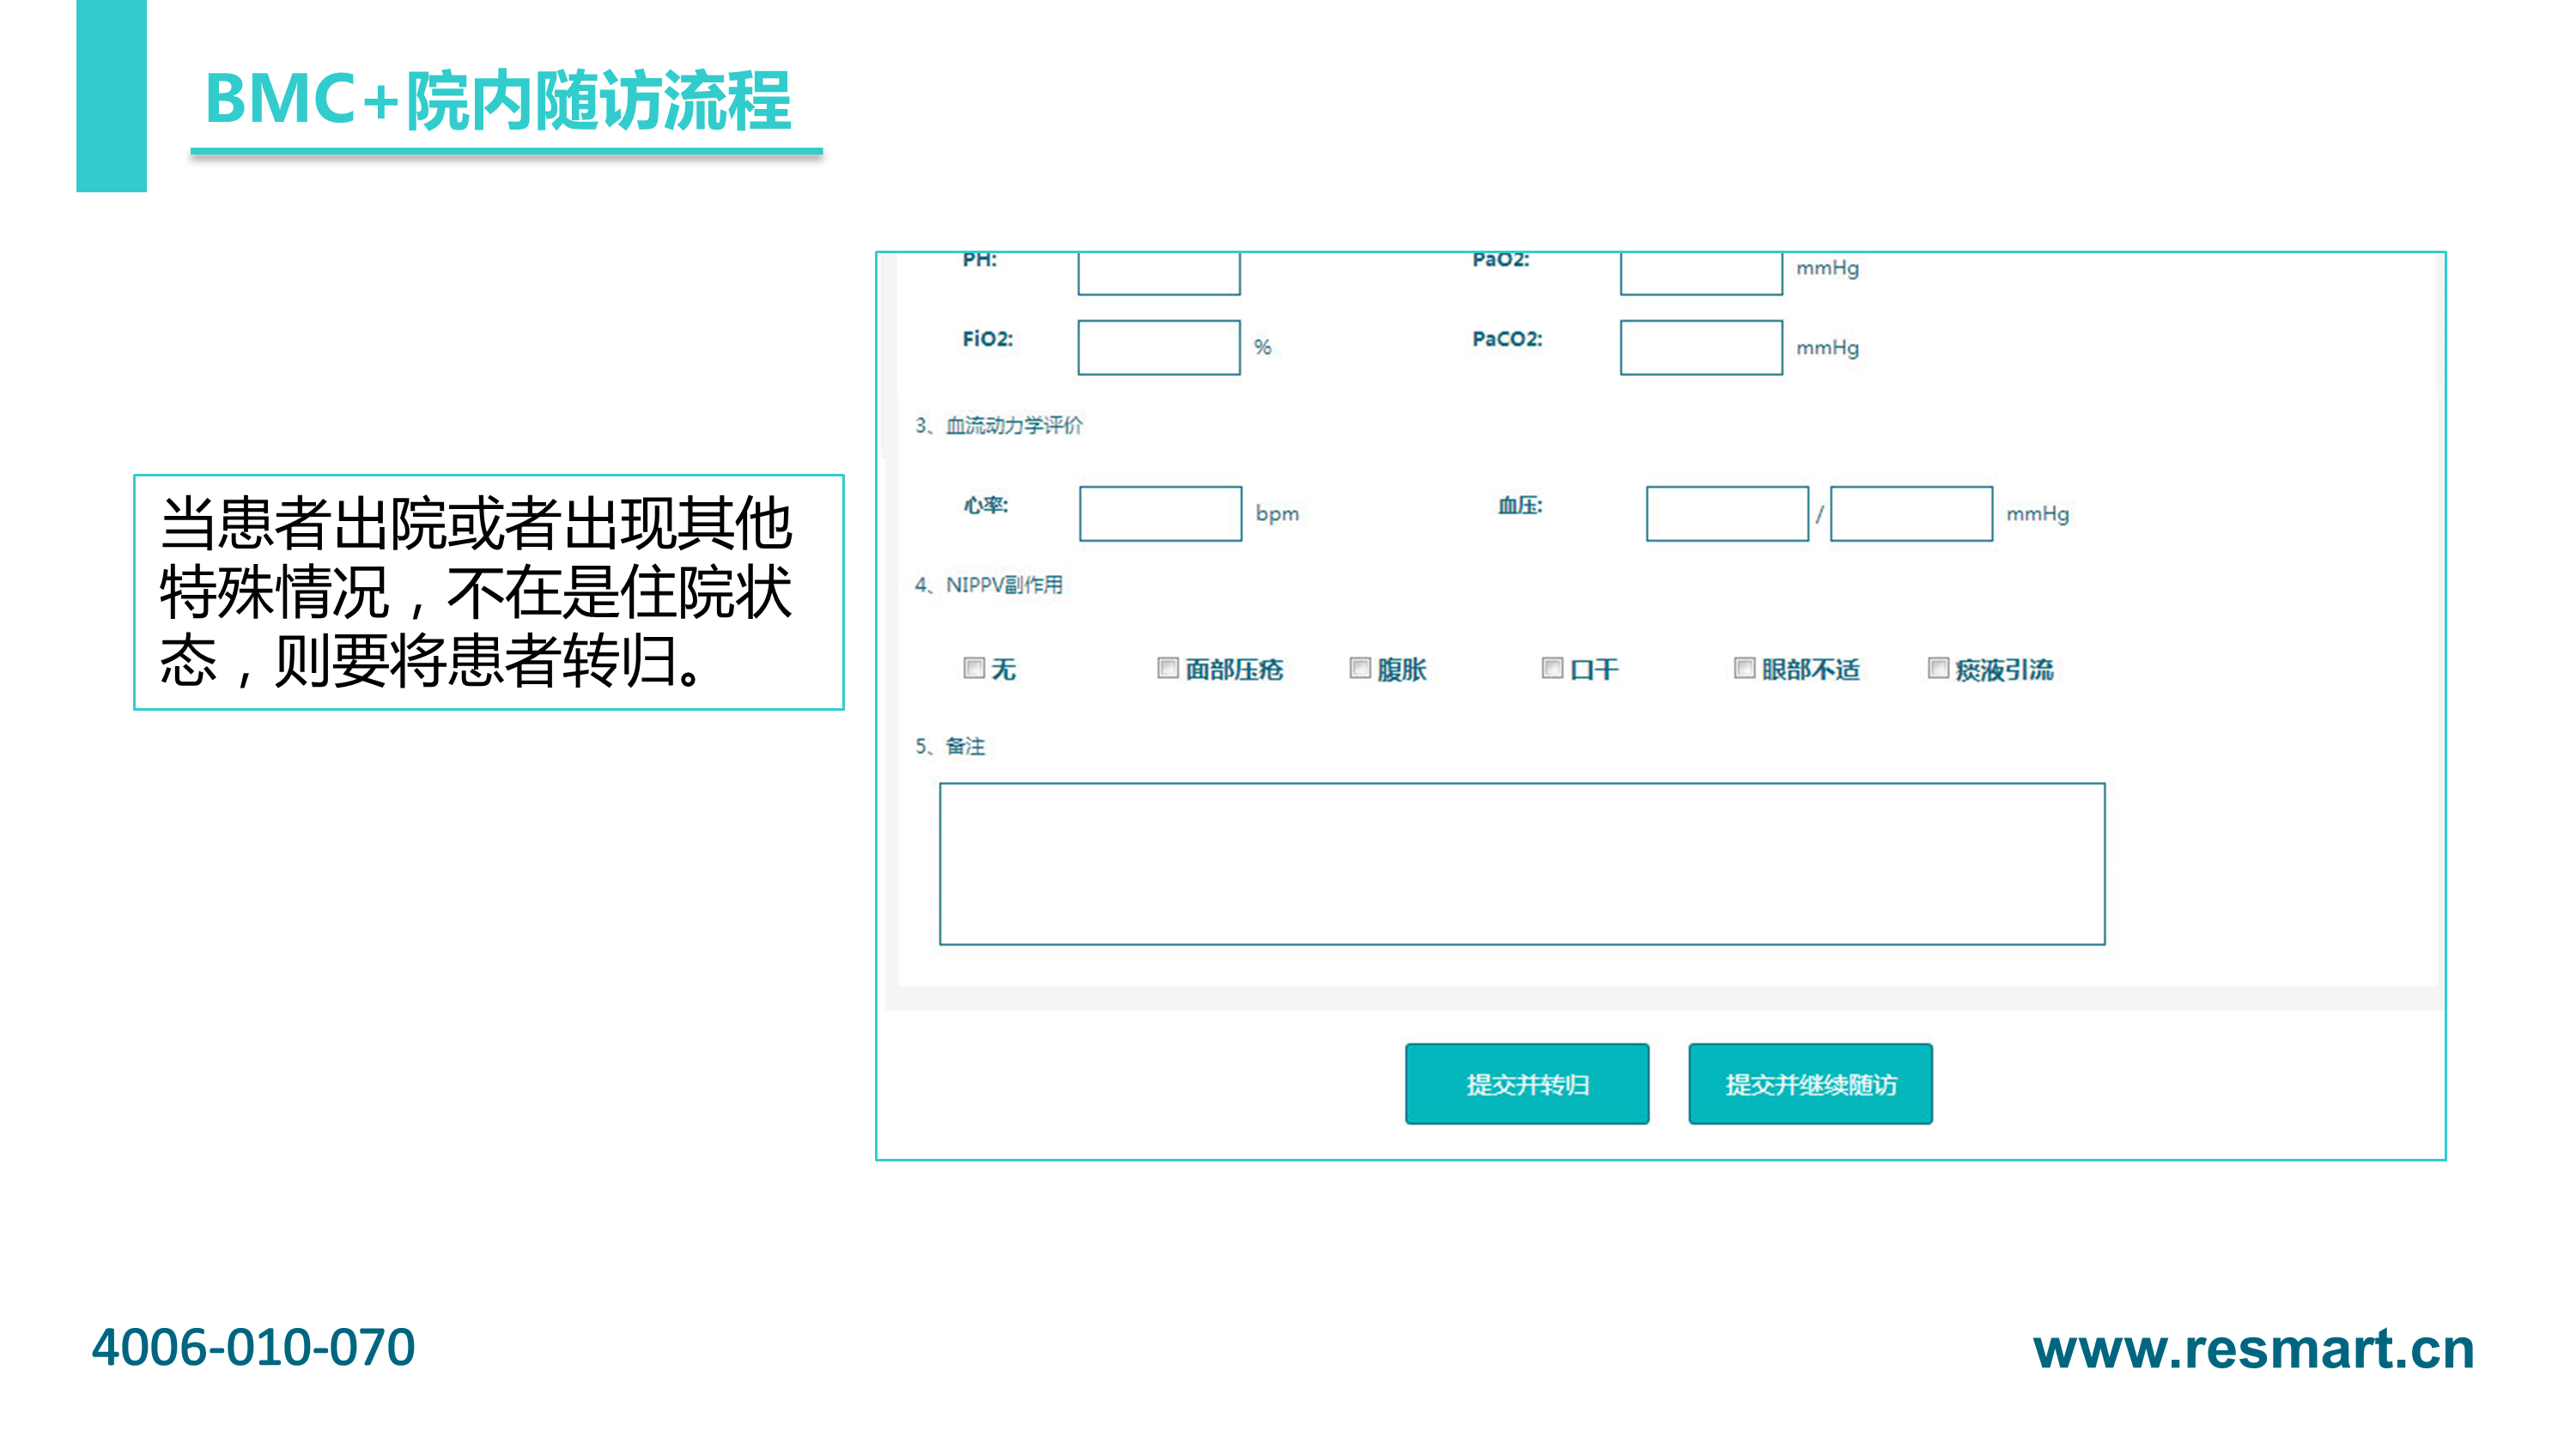 BMC+院内随访流程
当患者出院或者出现其他
特殊情况，不在是住院状
态，则要将患者转归。
PH: PaO2: mmHg
FiO2: % PaCO2: mmHg
3、血流动力学评价
心率: bpm 血压: / mmHg
4、NIPPV副作用
无 面部压疮 腹胀 口干 眼部不适 痰液引流
5、备注
提交并转归 提交并继续随访
4006-010-070
www.resmart.cn